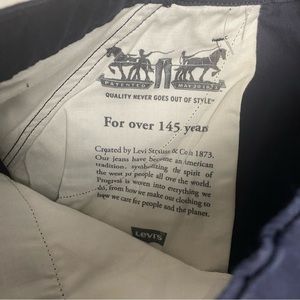 PATENTED MAY 20 1873
QUALITY NEVER GOES OUT OF STYLE™
For over 145 years
Created by Levi Strauss & Co in 1873.
Our jeans have become an american
tradition, symbolizing the spirit of
the west to people all over the world.
Progress is woven into everything we
do, from how we make our clothing to
how we care for people and the planet.
Levi's